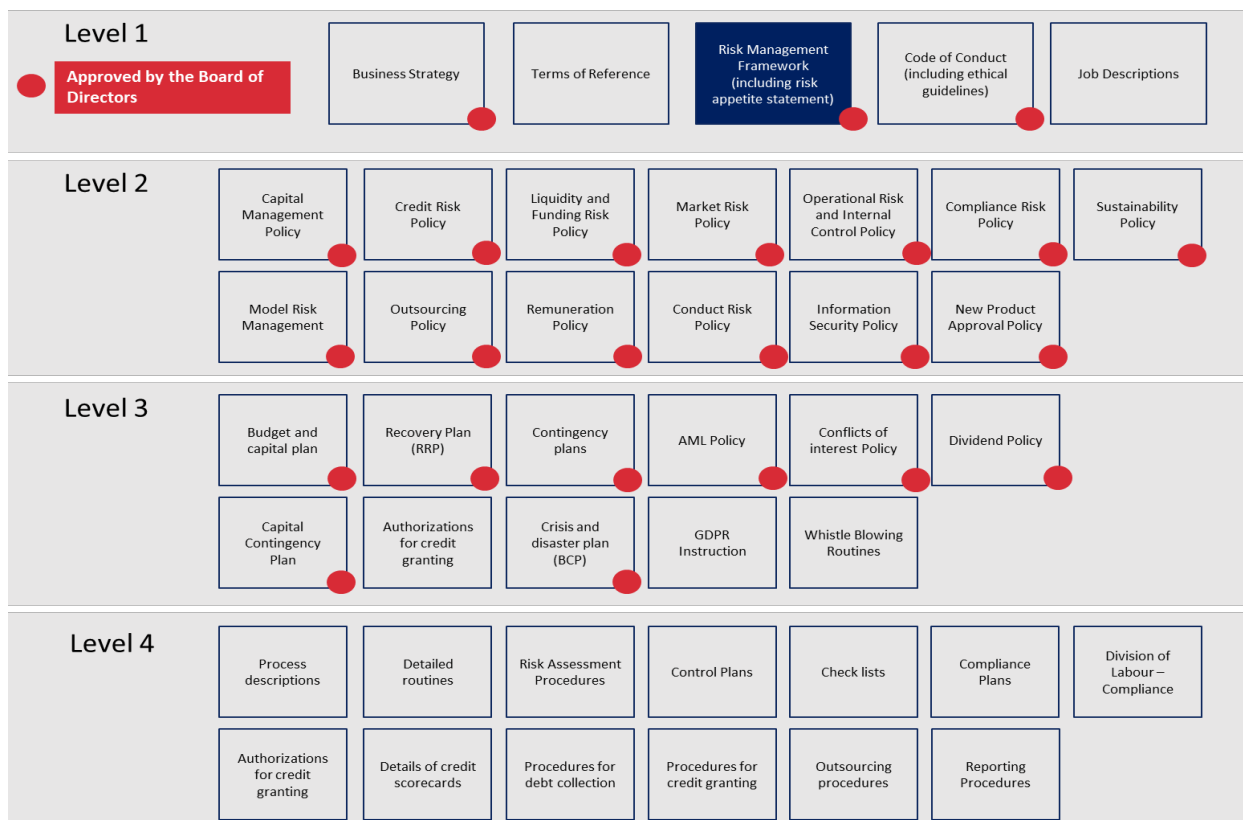 Level 1
Approved by the Board of
Directors
Business Strategy
Terms of Reference
Risk Management
Framework
(including risk
appetite statement)
Code of Conduct
(including ethical
guidelines)
Job Descriptions
Level 2
Capital
Management
Policy
Credit Risk
Policy
Liquidity and
Funding Risk
Policy
Market Risk
Policy
Operational Risk
and Internal
Control Policy
Compliance Risk
Policy
Sustainability
Policy
Model Risk
Management
Outsourcing
Policy
Remuneration
Policy
Conduct Risk
Policy
Information
Security Policy
New Product
Approval Policy
Level 3
Budget and
capital plan
Recovery Plan
(RRP)
Contingency
plans
AML Policy
Conflicts of
interest Policy
Dividend Policy
Capital
Contingency
Plan
Authorizations
for credit
granting
Crisis and
disaster plan
(BCP)
GDPR
Instruction
Whistle Blowing
Routines
Level 4
Process
descriptions
Detailed
routines
Risk Assessment
Procedures
Control Plans
Check lists
Compliance
Plans
Division of
Labour –
Compliance
Authorizations
for credit
granting
Details of credit
scorecards
Procedures for
debt collection
Procedures for
credit granting
Outsourcing
procedures
Reporting
Procedures